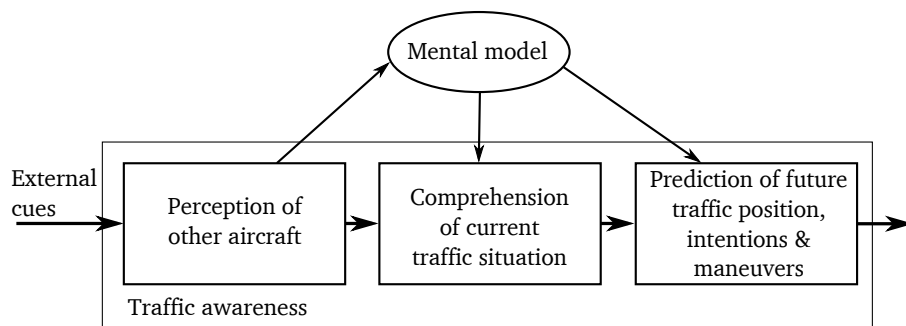 Mental model
External
cues
Perception of
other aircraft
Comprehension
of current
traffic situation
Prediction of future
traffic position,
intentions &
maneuvers
Traffic awareness